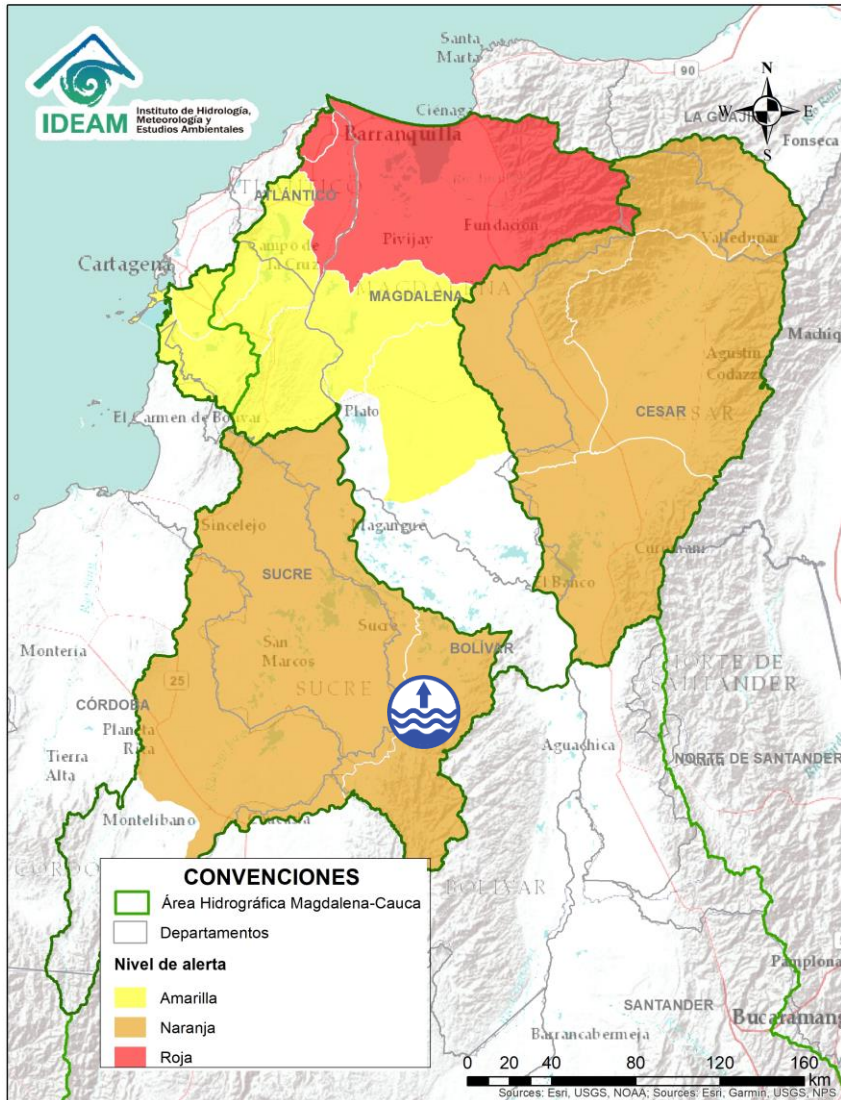 IDEAM
Instituto de Hidrología,
Meteorología y
Estudios Ambientales
Santa
Marta
90
N
W
E
S
LA GUAJIRA
Fonseca
Ciénaga
Barranquilla
ATLÁNTICO
Fundación
Pivijay
Valledupar
Campo de
la Cruz
Cartagena
MAGDALENA
Agustín
Codazzi
CESAR
El Carmen de Bolívar
Plato
Sincelejo
Magangue
SUCRE
El Banco
Sucre
Montería
San
Marcos
BOLÍVAR
SUCRE
25
CÓRDOBA
Planeta
Rica
Tierra
Alta
Aguachica
NORTE DE
SANTANDER
NORTE DE SANTANDER
Montelibano
BOLÍVAR
CONVENCIONES
Área Hidrográfica Magdalena-Cauca
Departamentos
Nivel de alerta
Amarilla
Naranja
Roja
Pamplona
SANTANDER
Bucaramang
Barrancabermeja
0 20 40 80 120 160
Km
Sources: Esri, USGS, NOAA; Sources: Esri, Garmin, USGS, NPS